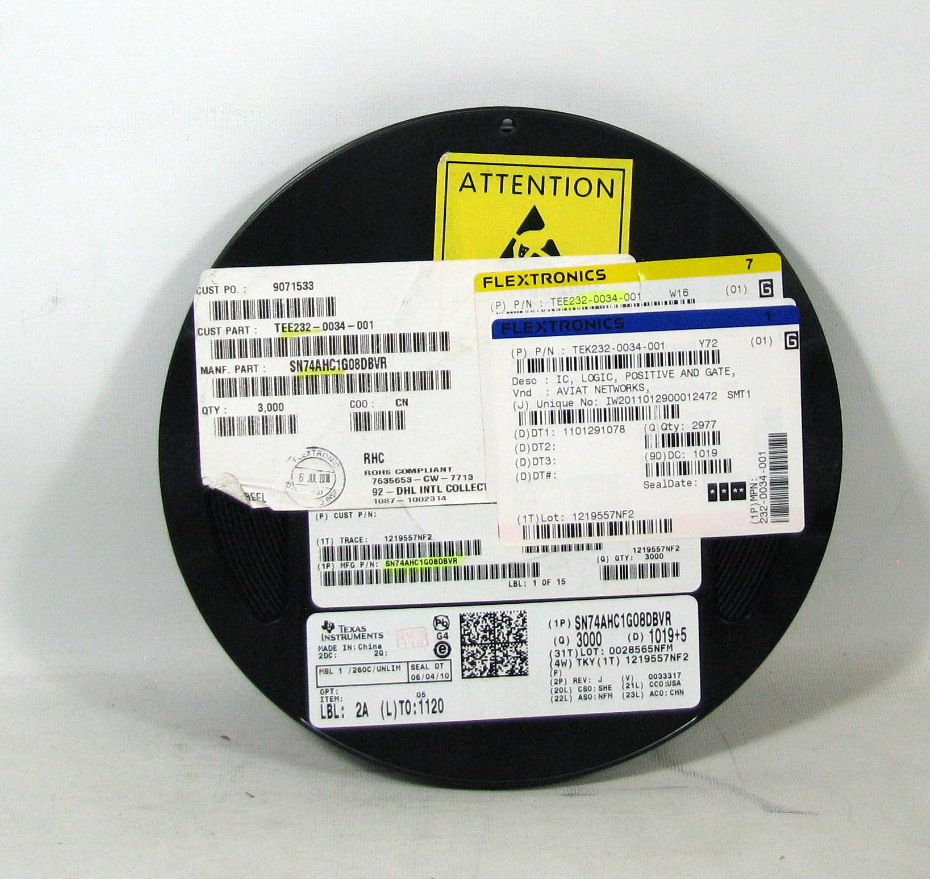 ATTENTION
CUST PO. : 9071533
CUST PART : TEE232-0034-001
MANF. PART : SN74AHC1G08DBVR
QTY : 3,000 COO : CN
RHC
ROHS COMPLIANT
7635653-CW-7713
92 - DHL INTL COLLECT
1087-1002314
REEL
FLEXTRONICS 7
(P) P/N : TEE232-0034-001 W16 (01) G
FLEXTRONICS 1
(P) P/N : TEK232-0034-001 Y72 (01) G
Desc : IC, LOGIC, POSITIVE AND GATE,
Vnd : AVIAT NETWORKS,
(J) Unique No: IW2011012900012472 SMT1
(D)DT1: 1101291078 (Q)Qty: 2977
(D)DT2: (9D)DC: 1019
(D)DT3:
(D)DT#: SealDate: ****
(1T)Lot: 1219557NF2
(1P)MPN:
232-0034-001
(P) CUST P/N:
(1T) TRACE: 1219557NF2 1219557NF2
(1P) MFG P/N: SN74AHC1G08DBVR (Q) QTY: 3000
LBL: 1 OF 15
TEXAS
INSTRUMENTS
MADE IN:China
2DC: 2Q:
Pb
G4
e
MSL 1 /260C/UNLIM SEAL DT
06/04/10
OPT:
ITEM: 05
LBL: 2A (L)TO:1120
(1P) SN74AHC1G08DBVR
(Q) 3000 (D) 1019+5
(31T)LOT: 0028565NFM
(4W) TKY(1T) 1219557NF2
(P)
(2P) REV: J (V) 0033317
(20L) CSO:SHE (21L) CCO:USA
(22L) ASO:NFM (23L) ACO:CHN